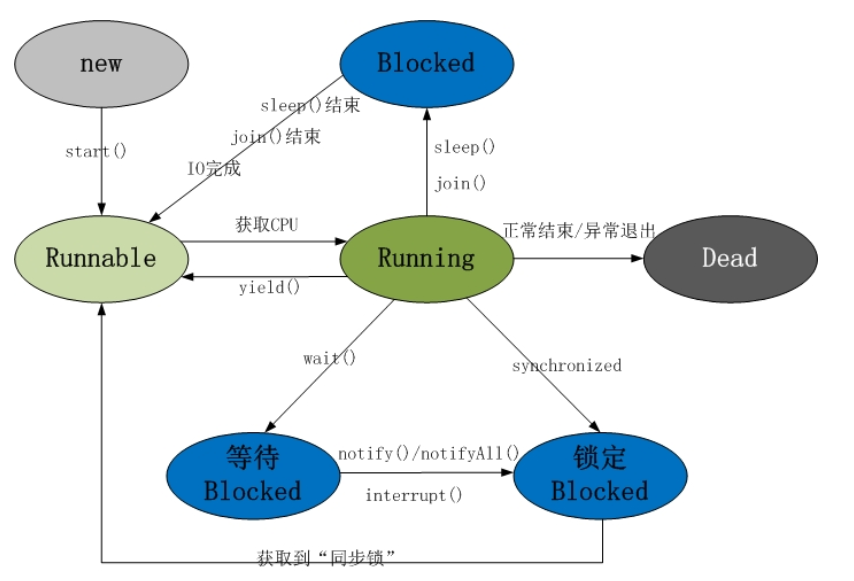 new
Blocked
sleep()结束
start()
join()结束
sleep()
IO完成
join()
获取CPU
正常结束/异常退出
Runnable
Running
Dead
yield()
wait()
synchronized
等待
Blocked
notify()/notifyAll()
锁定
Blocked
interrupt()
获取到“同步锁”